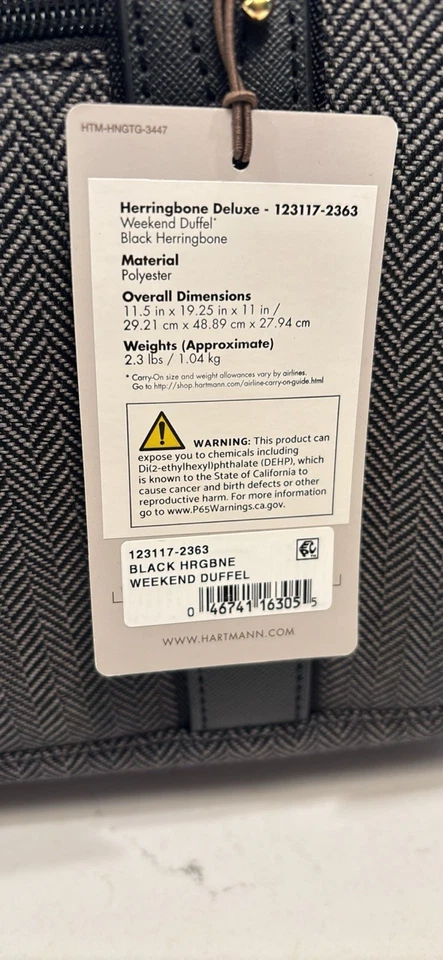 HTM-HNGTG-3447
Herringbone Deluxe - 123117-2363
Weekend Duffel*
Black Herringbone
Material
Polyester
Overall Dimensions
11.5 in x 19.25 in x 11 in /
29.21 cm x 48.89 cm x 27.94 cm
Weights (Approximate)
2.3 lbs / 1.04 kg
* Carry-On size and weight allowances vary by airlines.
Go to http://shop.hartmann.com/airline-carry-on-guide.html
WARNING: This product can
expose you to chemicals including
Di(2-ethylhexyl)phthalate (DEHP), which
is known to the State of California to
cause cancer and birth defects or other
reproductive harm. For more information
go to www.P65Warnings.ca.gov.
123117-2363
BLACK HRGBNE
WEEKEND DUFFEL
0 46741 16305 5
WWW.HARTMANN.COM